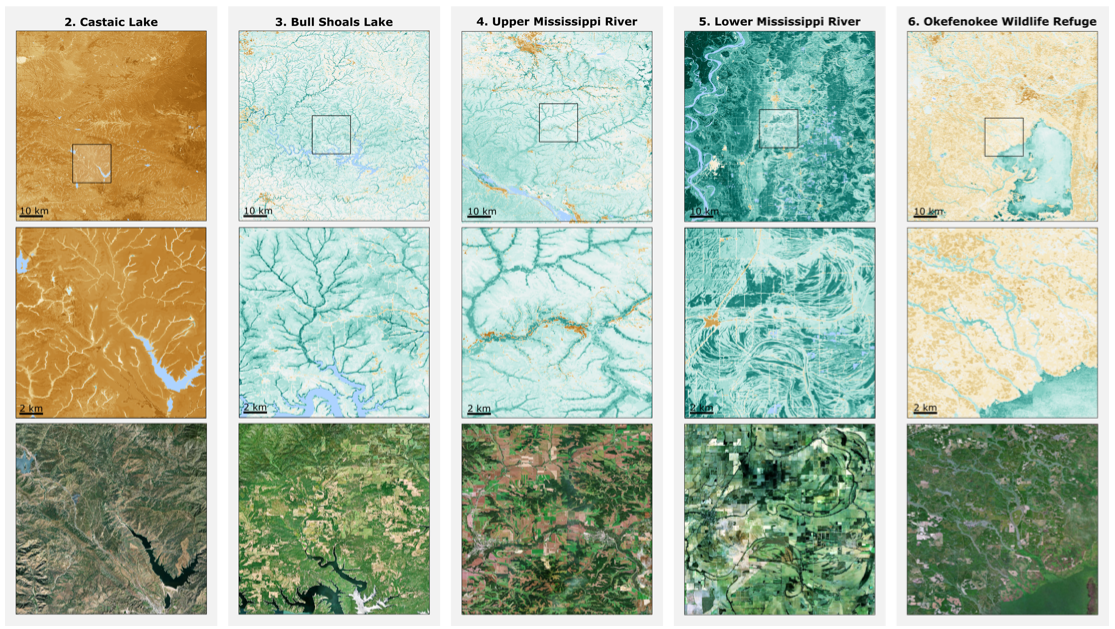 2. Castaic Lake
3. Bull Shoals Lake
4. Upper Mississippi River
5. Lower Mississippi River
6. Okefenokee Wildlife Refuge
10 km
10 km
10 km
10 km
10 km
2 km
2 km
2 km
2 km
2 km